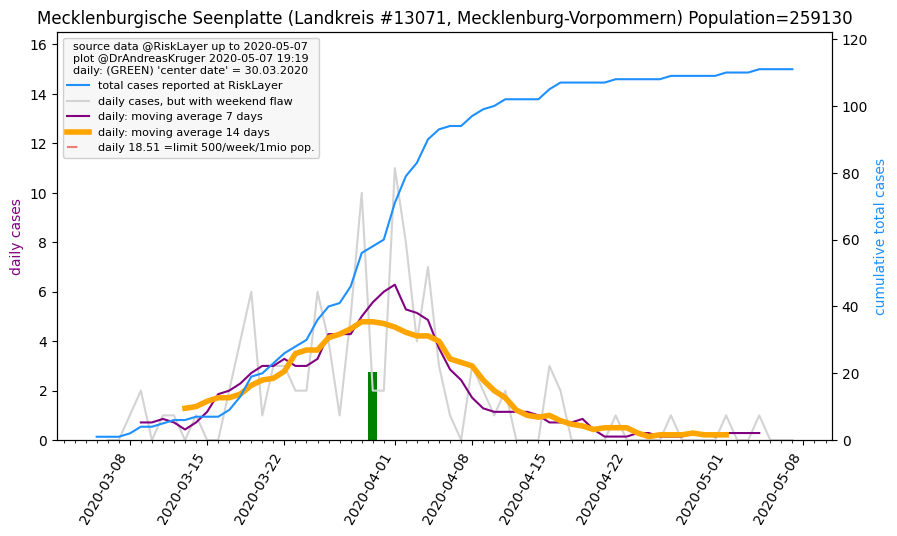 Mecklenburgische Seenplatte (Landkreis #13071, Mecklenburg-Vorpommern) Population=259130
source data @RiskLayer up to 2020-05-07
plot @DrAndreasKruger 2020-05-07 19:19
daily: (GREEN) 'center date' = 30.03.2020
total cases reported at RiskLayer
daily cases, but with weekend flaw
daily: moving average 7 days
daily: moving average 14 days
daily 18.51 =limit 500/week/1mio pop.
daily cases
16
14
12
10
8
6
4
2
0
120
100
80
60
40
20
0
cumulative total cases
2020-03-08
2020-03-15
2020-03-22
2020-04-01
2020-04-08
2020-04-15
2020-04-22
2020-05-01
2020-05-08